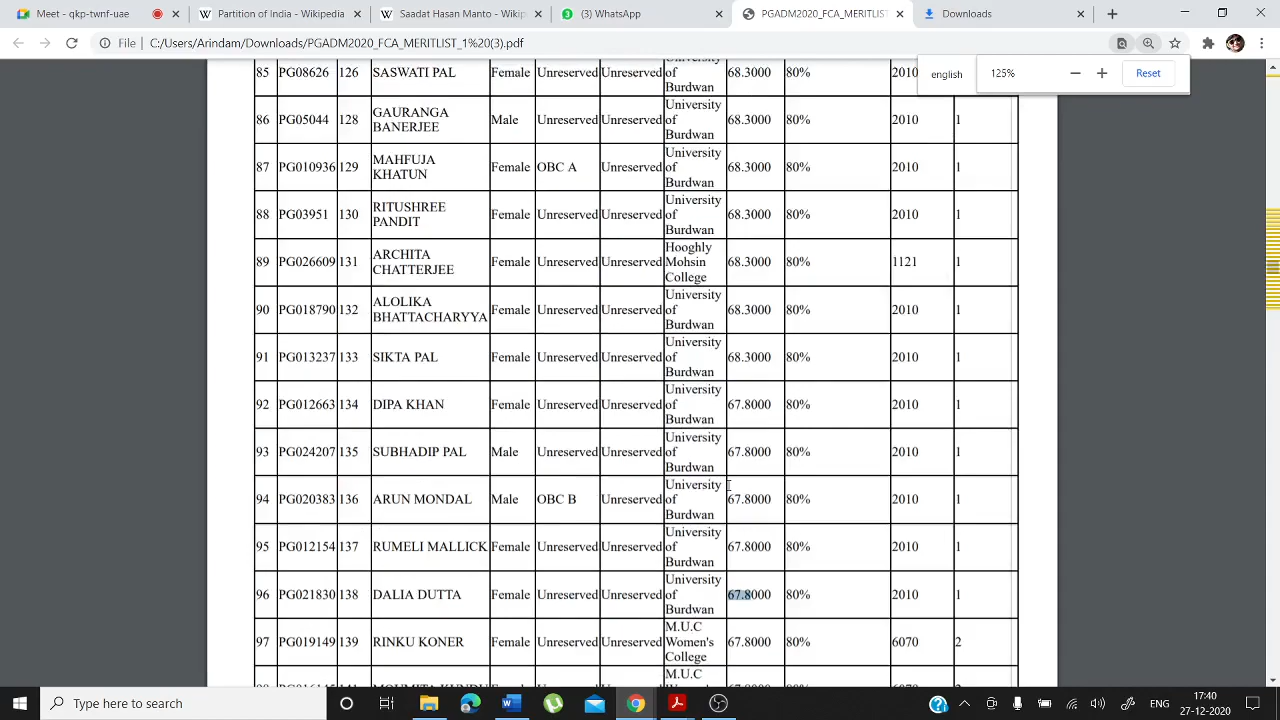 Meet - qkp-twnf-uae
Partition of India - Wikipedia
Saadat Hasan Manto - Wikip
(3) WhatsApp
PGADM2020_FCA_MERITLIST_
Downloads
File | C:/Users/Arindam/Downloads/PGADM2020_FCA_MERITLIST_1%20(3).pdf
english
125%
Reset
85 PG08626 126 SASWATI PAL Female Unreserved Unreserved University of Burdwan 68.3000 80% 2010
86 PG05044 128 GAURANGA BANERJEE Male Unreserved Unreserved University of Burdwan 68.3000 80% 2010 1
87 PG010936 129 MAHFUJA KHATUN Female OBC A Unreserved University of Burdwan 68.3000 80% 2010 1
88 PG03951 130 RITUSHREE PANDIT Female Unreserved Unreserved University of Burdwan 68.3000 80% 2010 1
89 PG026609 131 ARCHITA CHATTERJEE Female Unreserved Unreserved Hooghly Mohsin College 68.3000 80% 1121 1
90 PG018790 132 ALOLIKA BHATTACHARYYA Female Unreserved Unreserved University of Burdwan 68.3000 80% 2010 1
91 PG013237 133 SIKTA PAL Female Unreserved Unreserved University of Burdwan 68.3000 80% 2010 1
92 PG012663 134 DIPA KHAN Female Unreserved Unreserved University of Burdwan 67.8000 80% 2010 1
93 PG024207 135 SUBHADIP PAL Male Unreserved Unreserved University of Burdwan 67.8000 80% 2010 1
94 PG020383 136 ARUN MONDAL Male OBC B Unreserved University of Burdwan 67.8000 80% 2010 1
95 PG012154 137 RUMELI MALLICK Female Unreserved Unreserved University of Burdwan 67.8000 80% 2010 1
96 PG021830 138 DALIA DUTTA Female Unreserved Unreserved University of Burdwan 67.8000 80% 2010 1
97 PG019149 139 RINKU KONER Female Unreserved Unreserved M.U.C Women's College 67.8000 80% 6070 2
M.U.C
Type here to search
ENG
17:40
27-12-2020